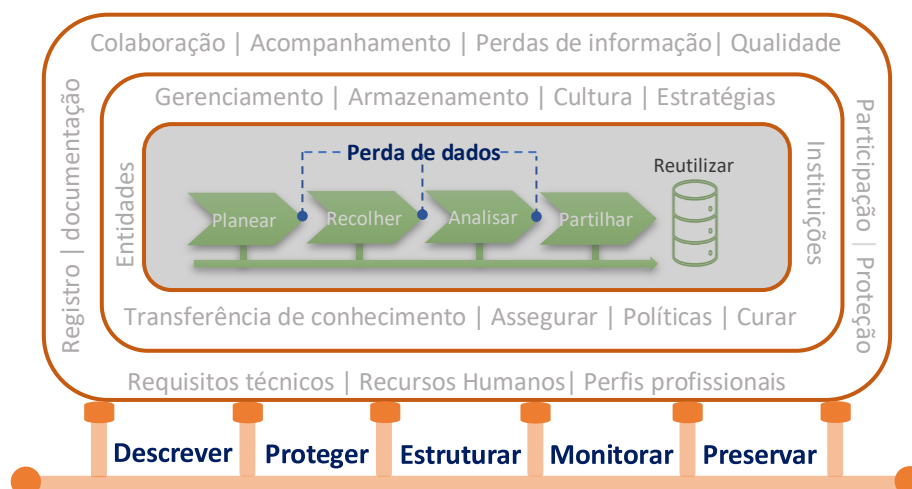 Colaboração | Acompanhamento | Perdas de informação| Qualidade
Registro | documentação
Gerenciamento | Armazenamento | Cultura | Estratégias
Entidades
Perda de dados
Planear
Recolher
Analisar
Partilhar
Reutilizar
Instituições
Participação | Proteção
Transferência de conhecimento | Assegurar | Políticas | Curar
Requisitos técnicos | Recursos Humanos| Perfis profissionais
Descrever
Proteger
Estruturar
Monitorar
Preservar